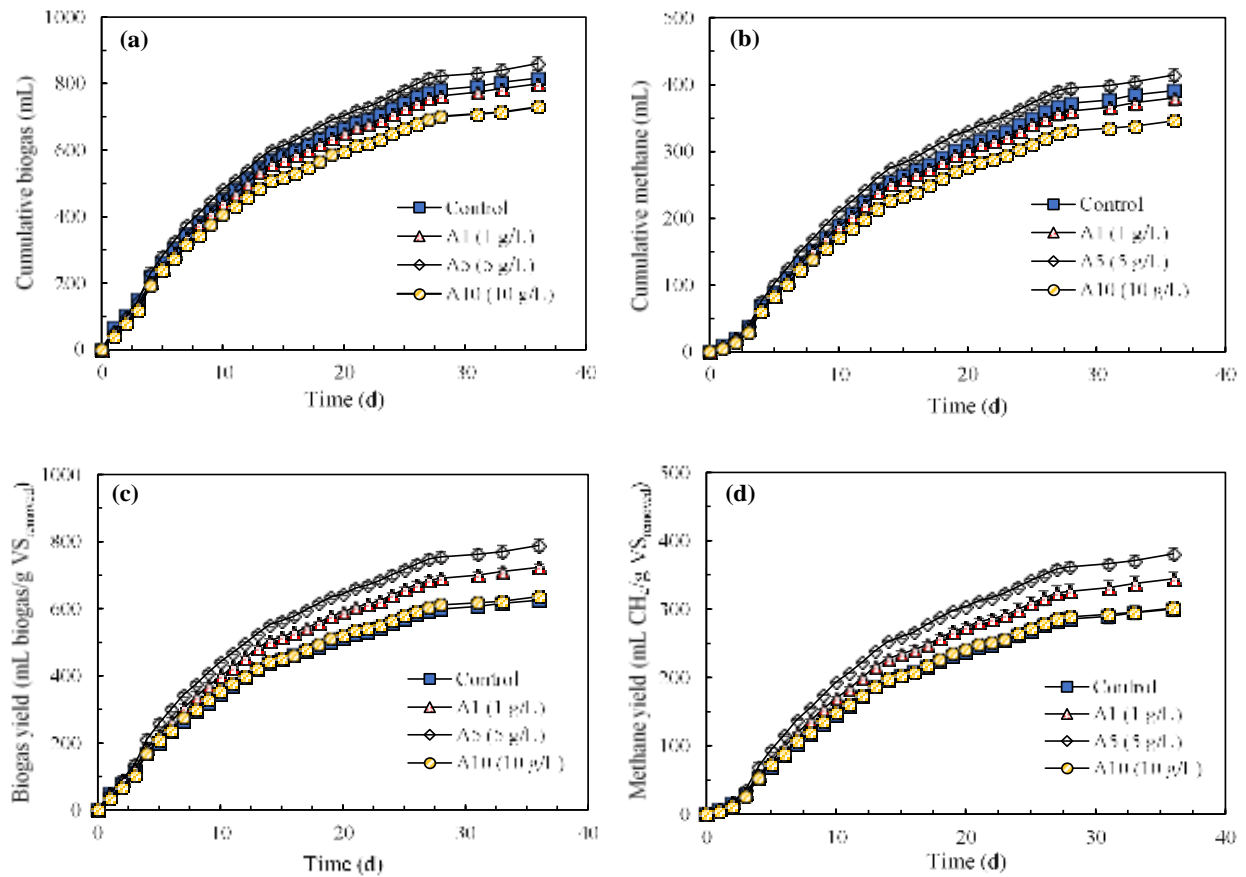 (a)
Cumulative biogas (mL)
1000
800
600
400
200
0
Control
A1 (1 g/L)
A5 (5 g/L)
A10 (10 g/L)
0 10 20 30 40
Time (d)
(b)
Cumulative methane (mL)
500
400
300
200
100
0
Control
A1 (1 g/L)
A5 (5 g/L)
A10 (10 g/L)
0 10 20 30 40
Time (d)
(c)
Biogas yield (mL biogas/g VSremoved)
1000
800
600
400
200
0
Control
A1 (1 g/L)
A5 (5 g/L)
A10 (10 g/L)
0 10 20 30 40
Time (d)
(d)
Methane yield (mL CH4/g VSremoved)
500
400
300
200
100
0
Control
A1 (1 g/L)
A5 (5 g/L)
A10 (10 g/L)
0 10 20 30 40
Time (d)